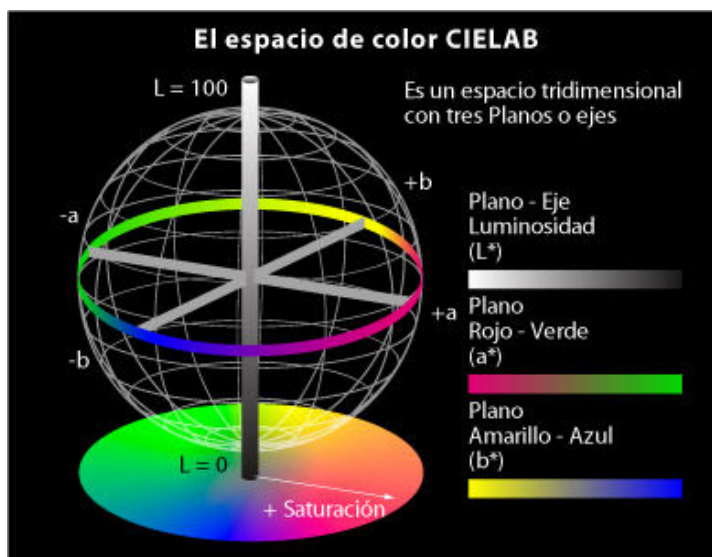 El espacio de color CIELAB
L = 100
Es un espacio tridimensional
con tres Planos o ejes
+b
-a
Plano - Eje
Luminosidad
(L*)
+a
Plano
Rojo - Verde
(a*)
-b
Plano
Amarillo - Azul
(b*)
L = 0
+ Saturación